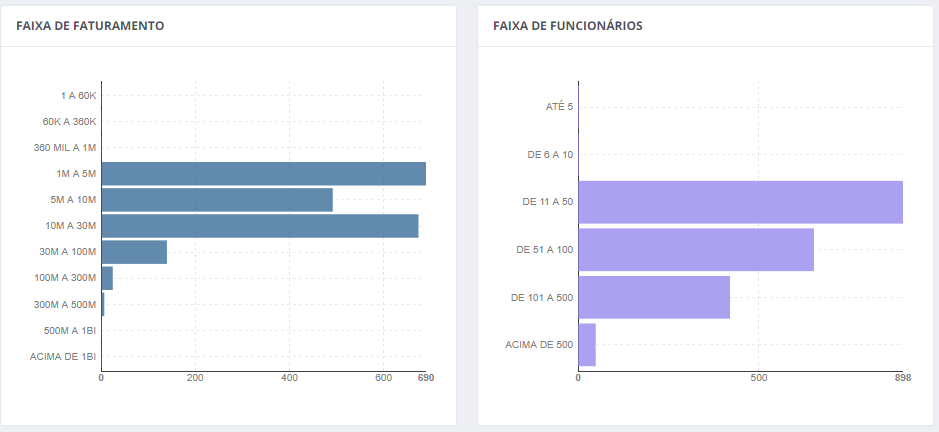 FAIXA DE FATURAMENTO
1 A 60K
60K A 360K
360 MIL A 1M
1M A 5M
5M A 10M
10M A 30M
30M A 100M
100M A 300M
300M A 500M
500M A 1BI
ACIMA DE 1BI
0 200 400 600 690
FAIXA DE FUNCIONÁRIOS
ATÉ 5
DE 6 A 10
DE 11 A 50
DE 51 A 100
DE 101 A 500
ACIMA DE 500
0 500 898